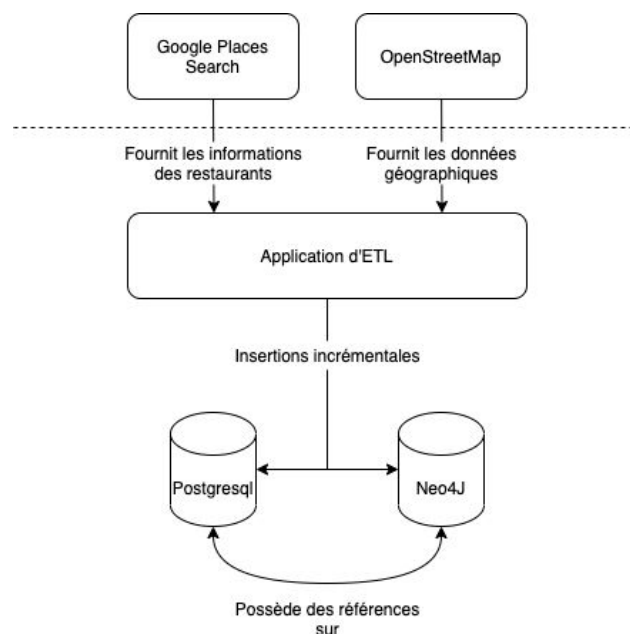 Google Places
Search
OpenStreetMap
Fournit les informations
des restaurants
Fournit les données
géographiques
Application d'ETL
Insertions incrémentales
Postgresql
Neo4J
Possède des références
sur